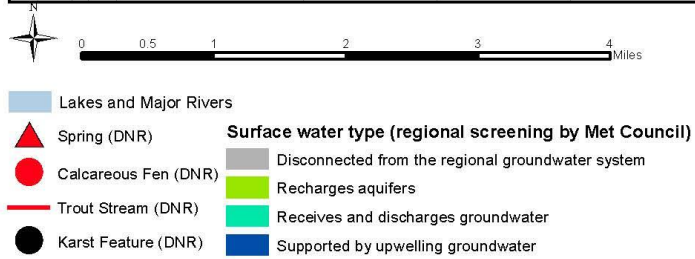 N
0 0.5 1 2 3 4
Miles
Lakes and Major Rivers
Spring (DNR)
Calcareous Fen (DNR)
Trout Stream (DNR)
Karst Feature (DNR)
Surface water type (regional screening by Met Council)
Disconnected from the regional groundwater system
Recharges aquifers
Receives and discharges groundwater
Supported by upwelling groundwater